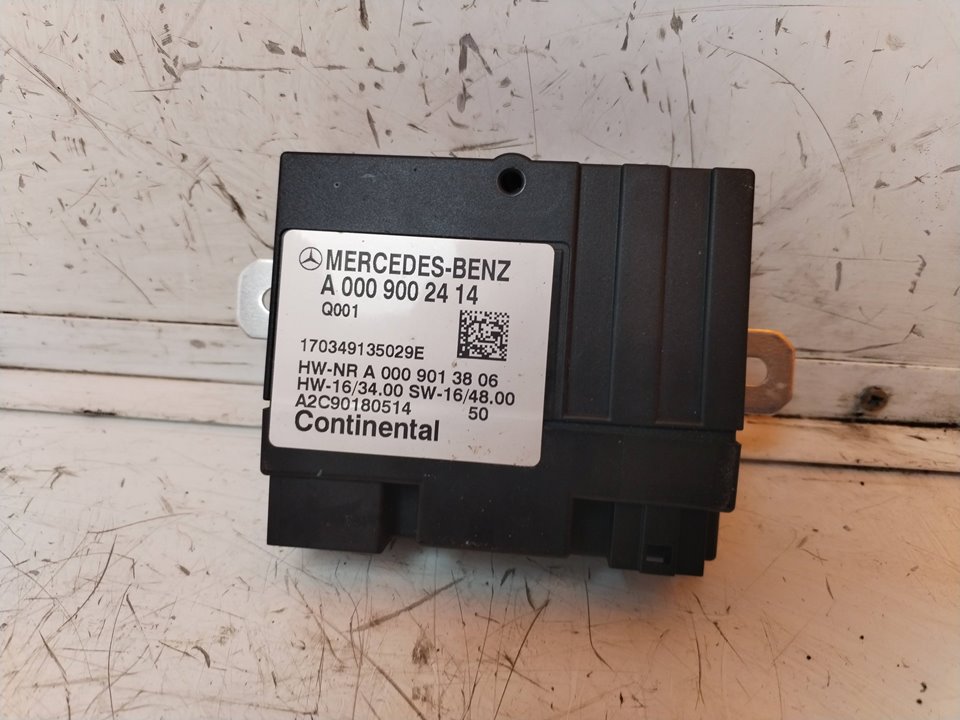 MERCEDES-BENZ
A 000 900 24 14
Q001
170349135029E
HW-NR A 000 901 38 06
HW-16/34.00 SW-16/48.00
A2C90180514 50
Continental